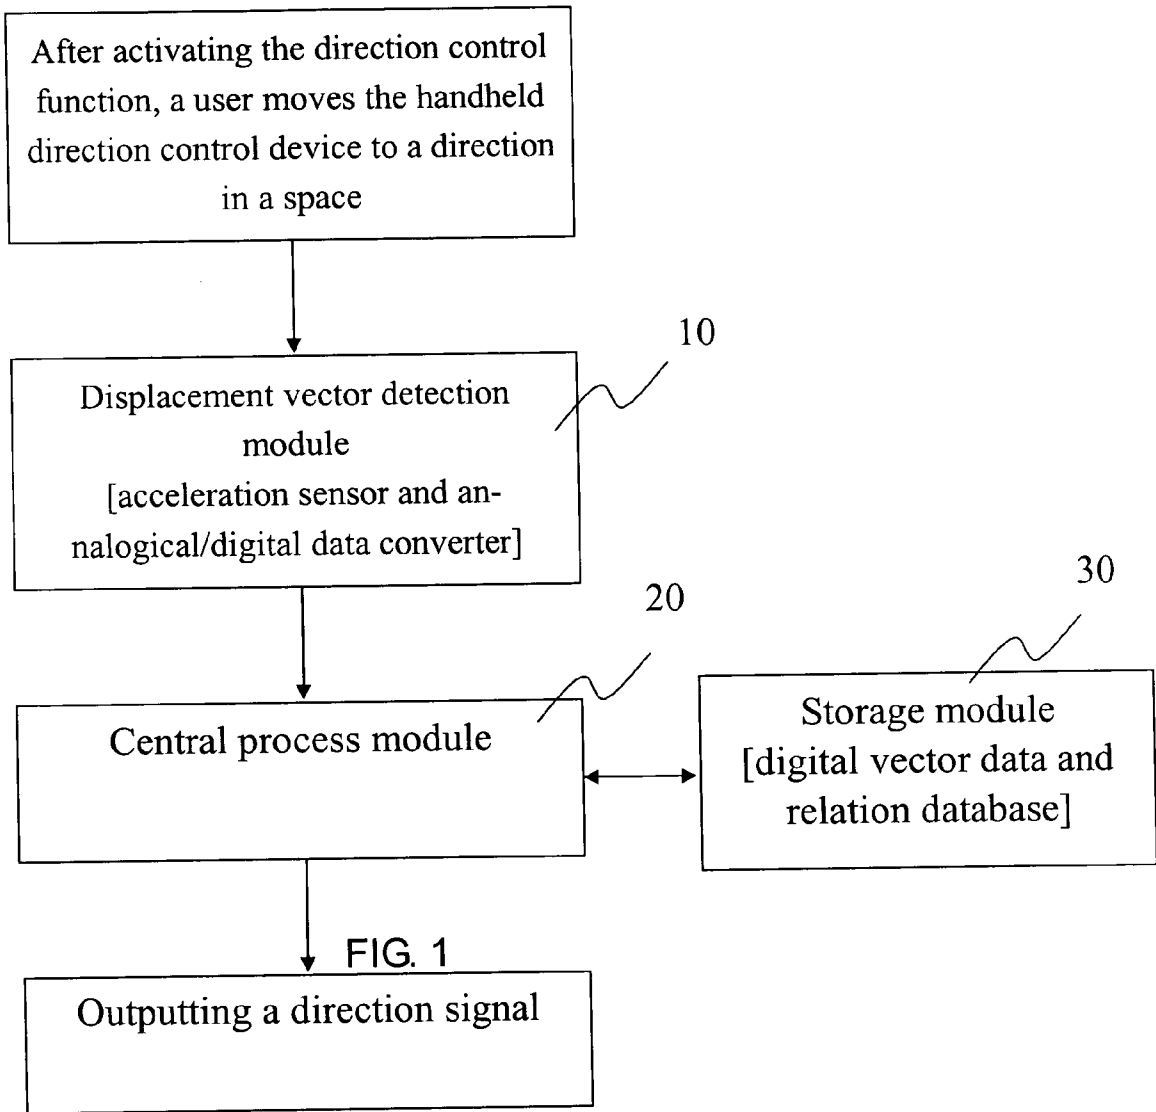 After activating the direction control
function, a user moves the handheld
direction control device to a direction
in a space
10
Displacement vector detection
module
[acceleration sensor and an-
nalogical/digital data converter]
20
30
Central process module
Storage module
[digital vector data and
relation database]
FIG. 1
Outputting a direction signal